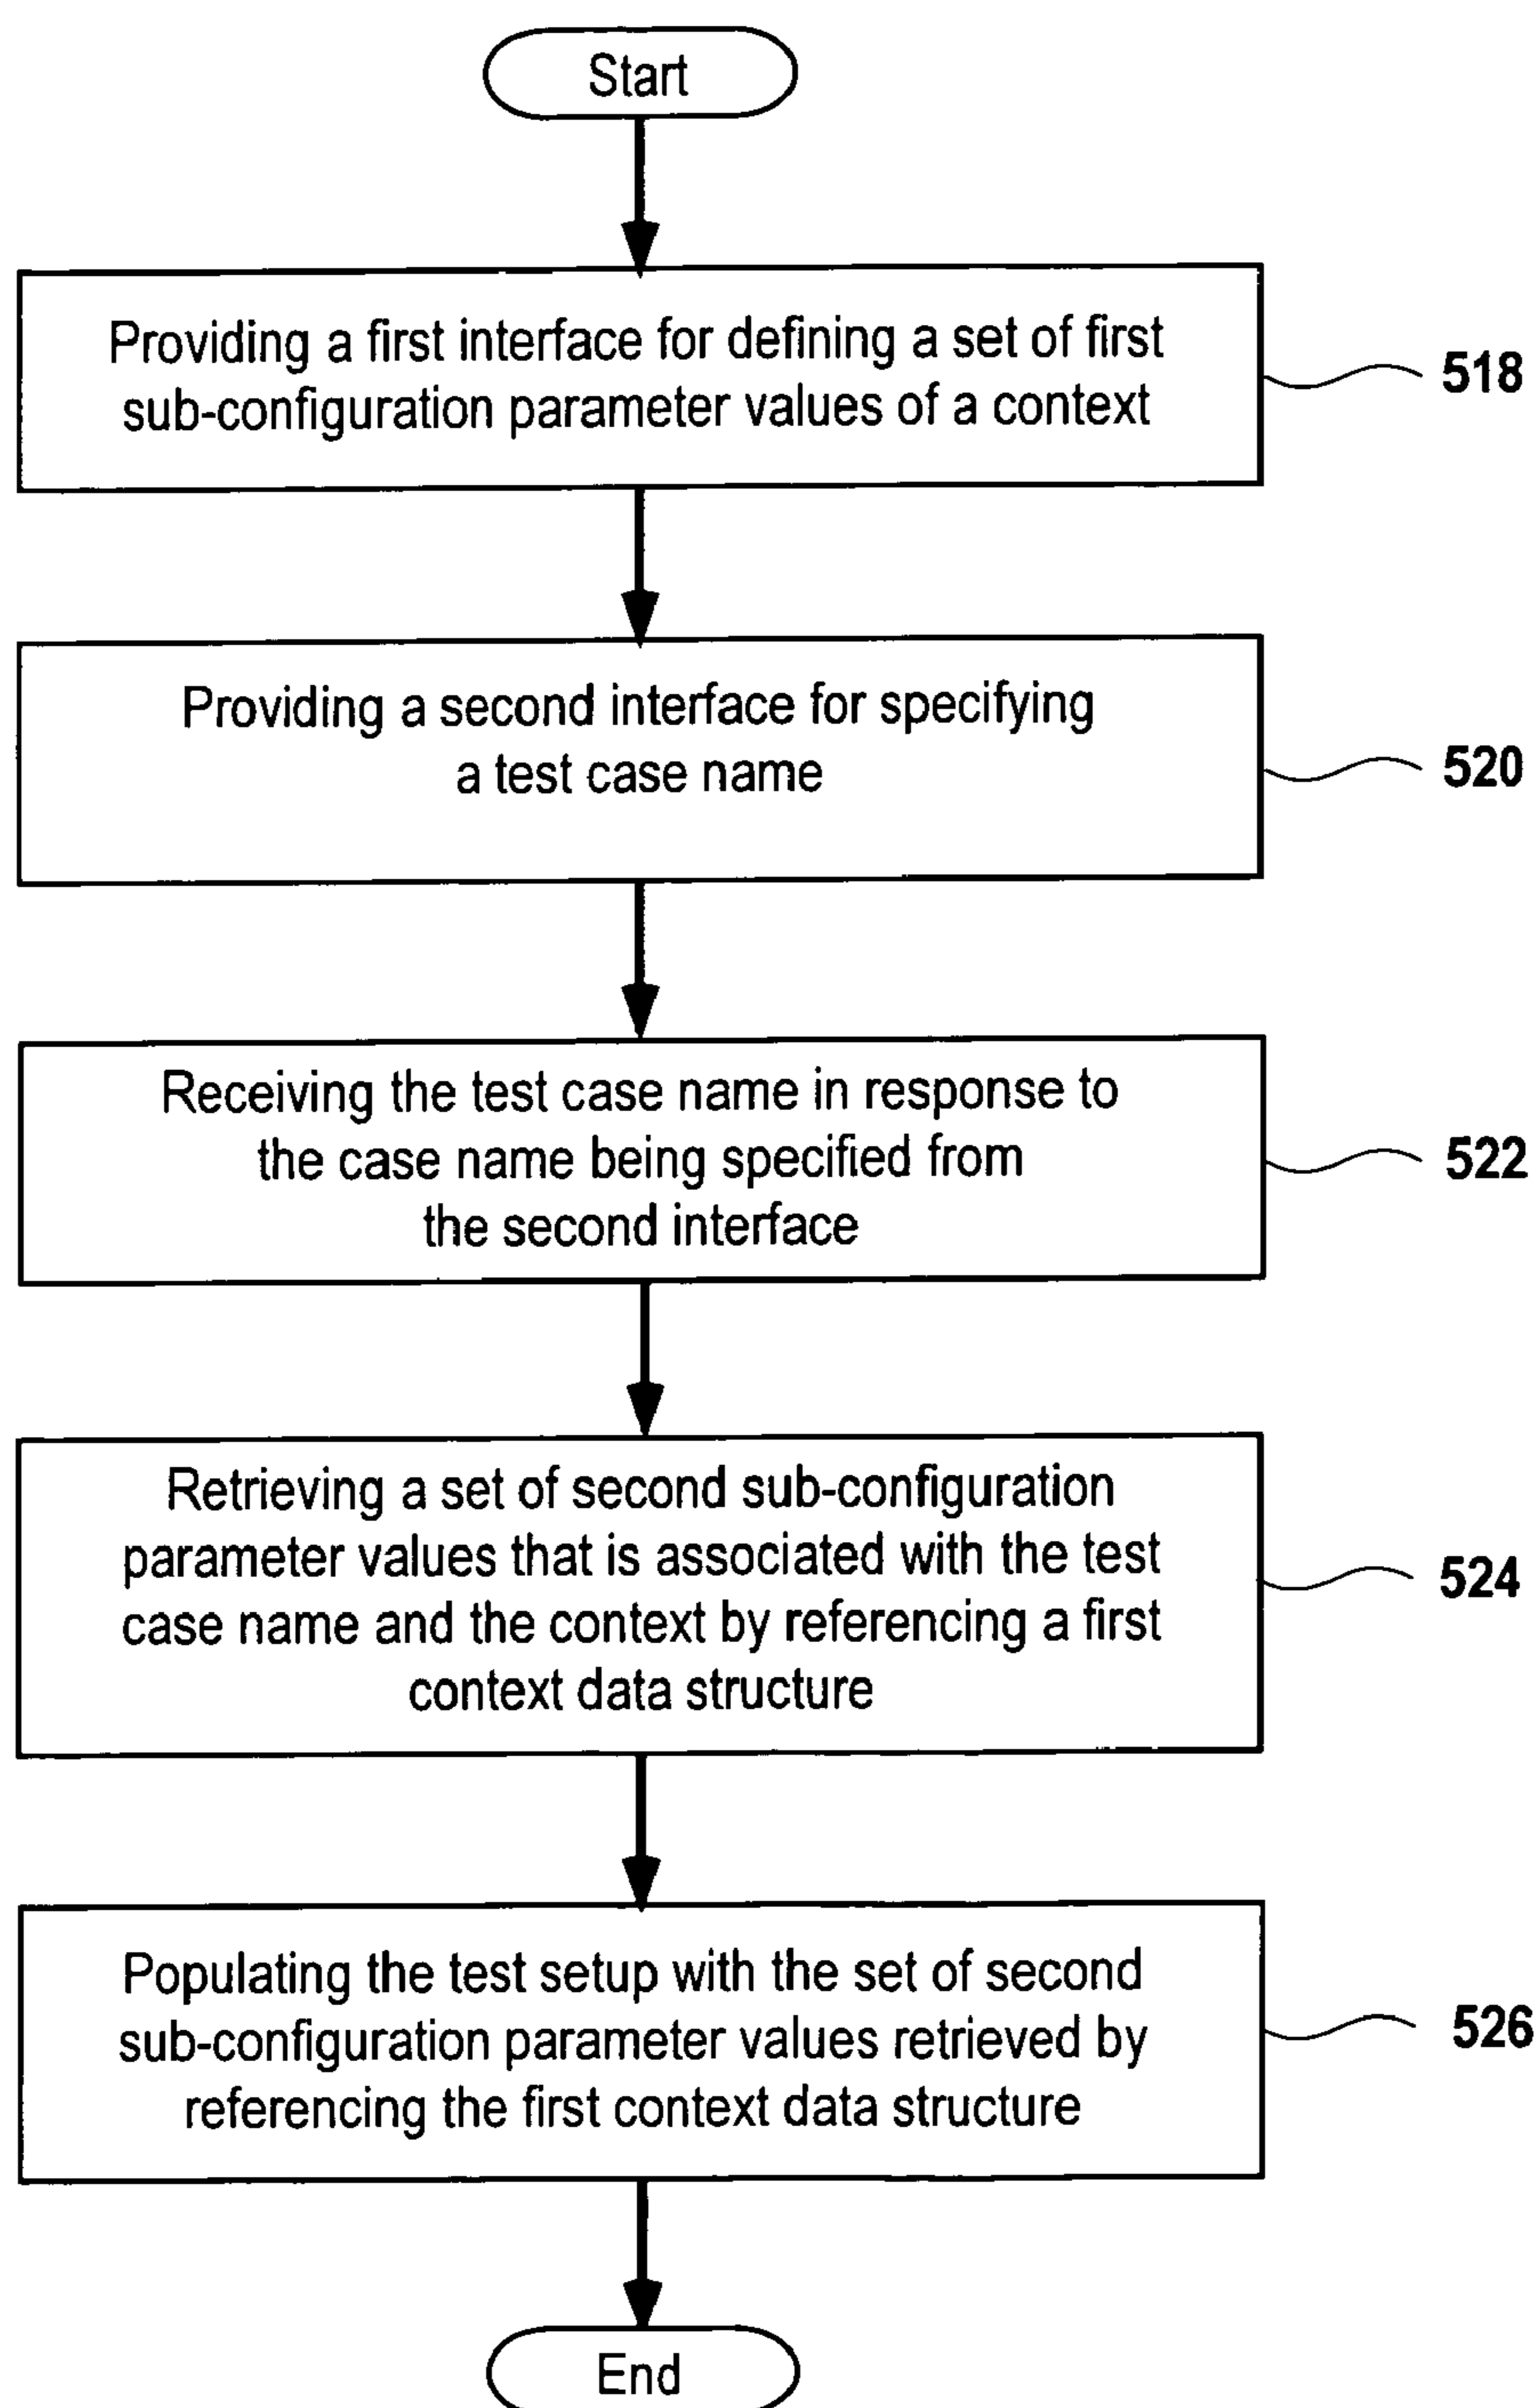 Start
Providing a first interface for defining a set of first
sub-configuration parameter values of a context
518
Providing a second interface for specifying
a test case name
520
Receiving the test case name in response to
the case name being specified from
the second interface
522
Retrieving a set of second sub-configuration
parameter values that is associated with the test
case name and the context by referencing a first
context data structure
524
Populating the test setup with the set of second
sub-configuration parameter values retrieved by
referencing the first context data structure
526
End